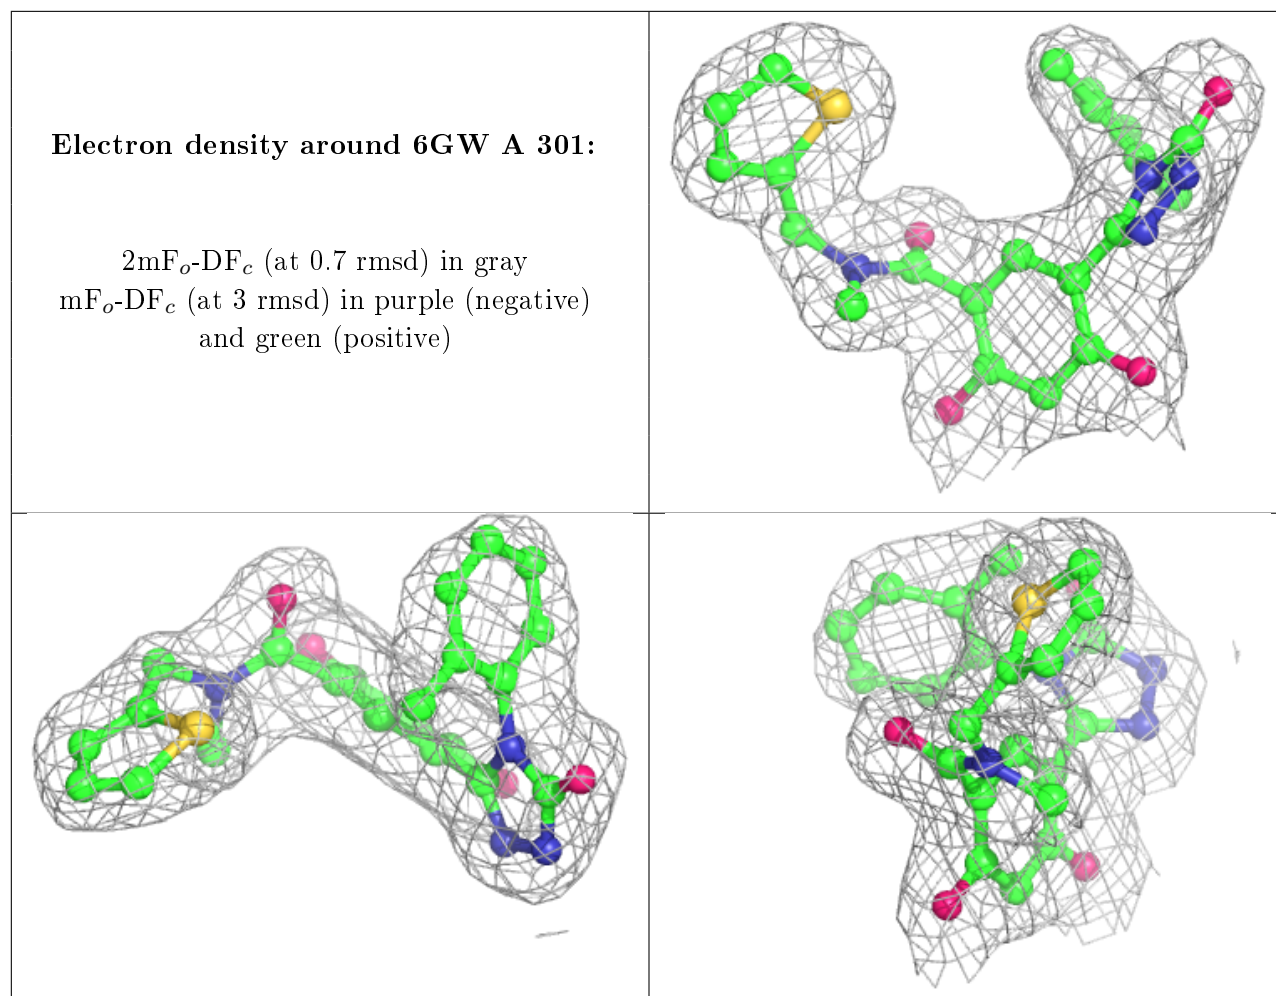 Electron density around 6GW A 301:
2mFo-DFc (at 0.7 rmsd) in gray
mFo-DFc (at 3 rmsd) in purple (negative)
and green (positive)